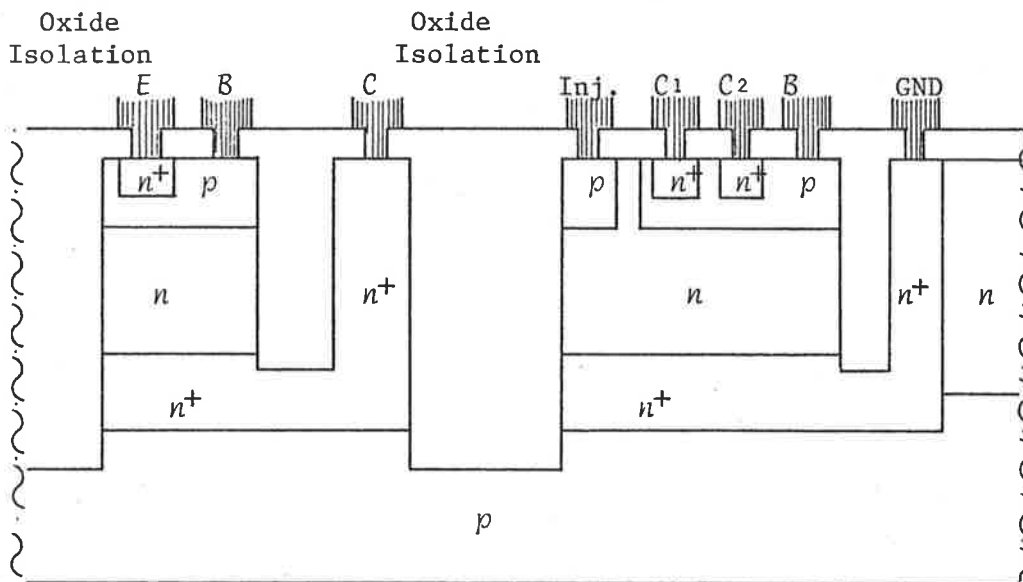 Oxide Isolation
Oxide Isolation
E B C Inj. C1 C2 B GND
n+ p p n+ n+ p
n n+ n n+ n
n+ n+
p